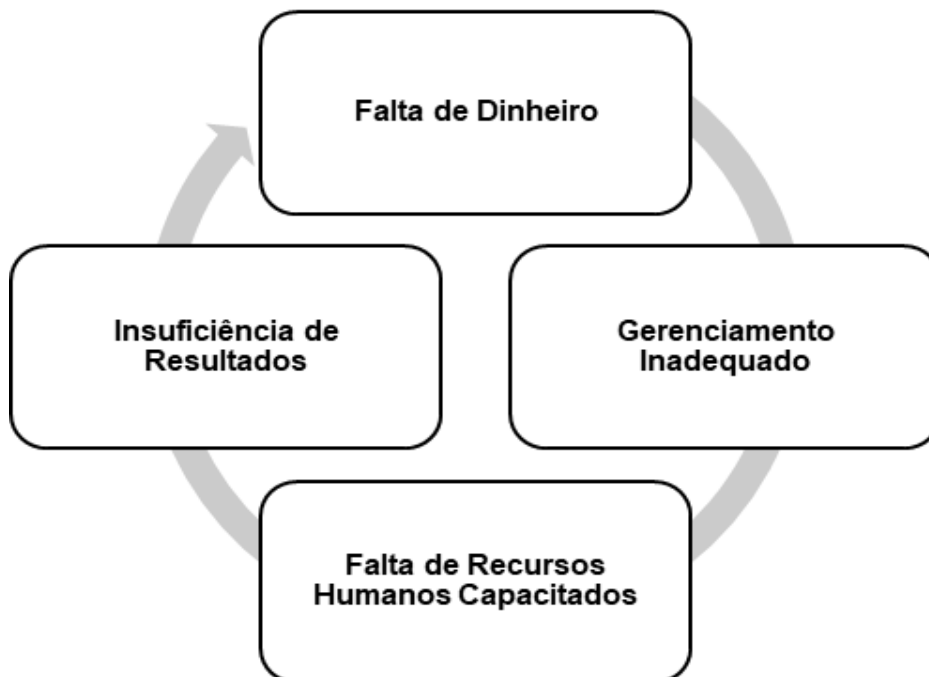 Falta de Dinheiro
Insuficiência de
Resultados
Gerenciamento
Inadequado
Falta de Recursos
Humanos Capacitados